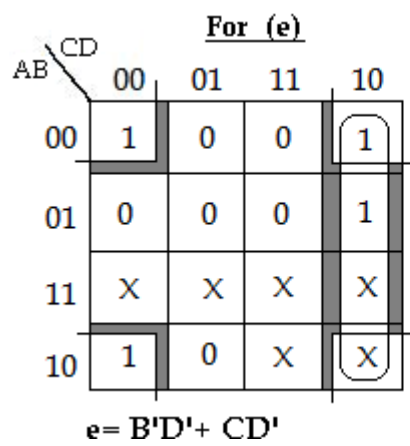 For (e)
CD
AB
00 01 11 10
00 1 0 0 1
01 0 0 0 1
11 X X X X
10 1 0 X X
e= B'D'+ CD'